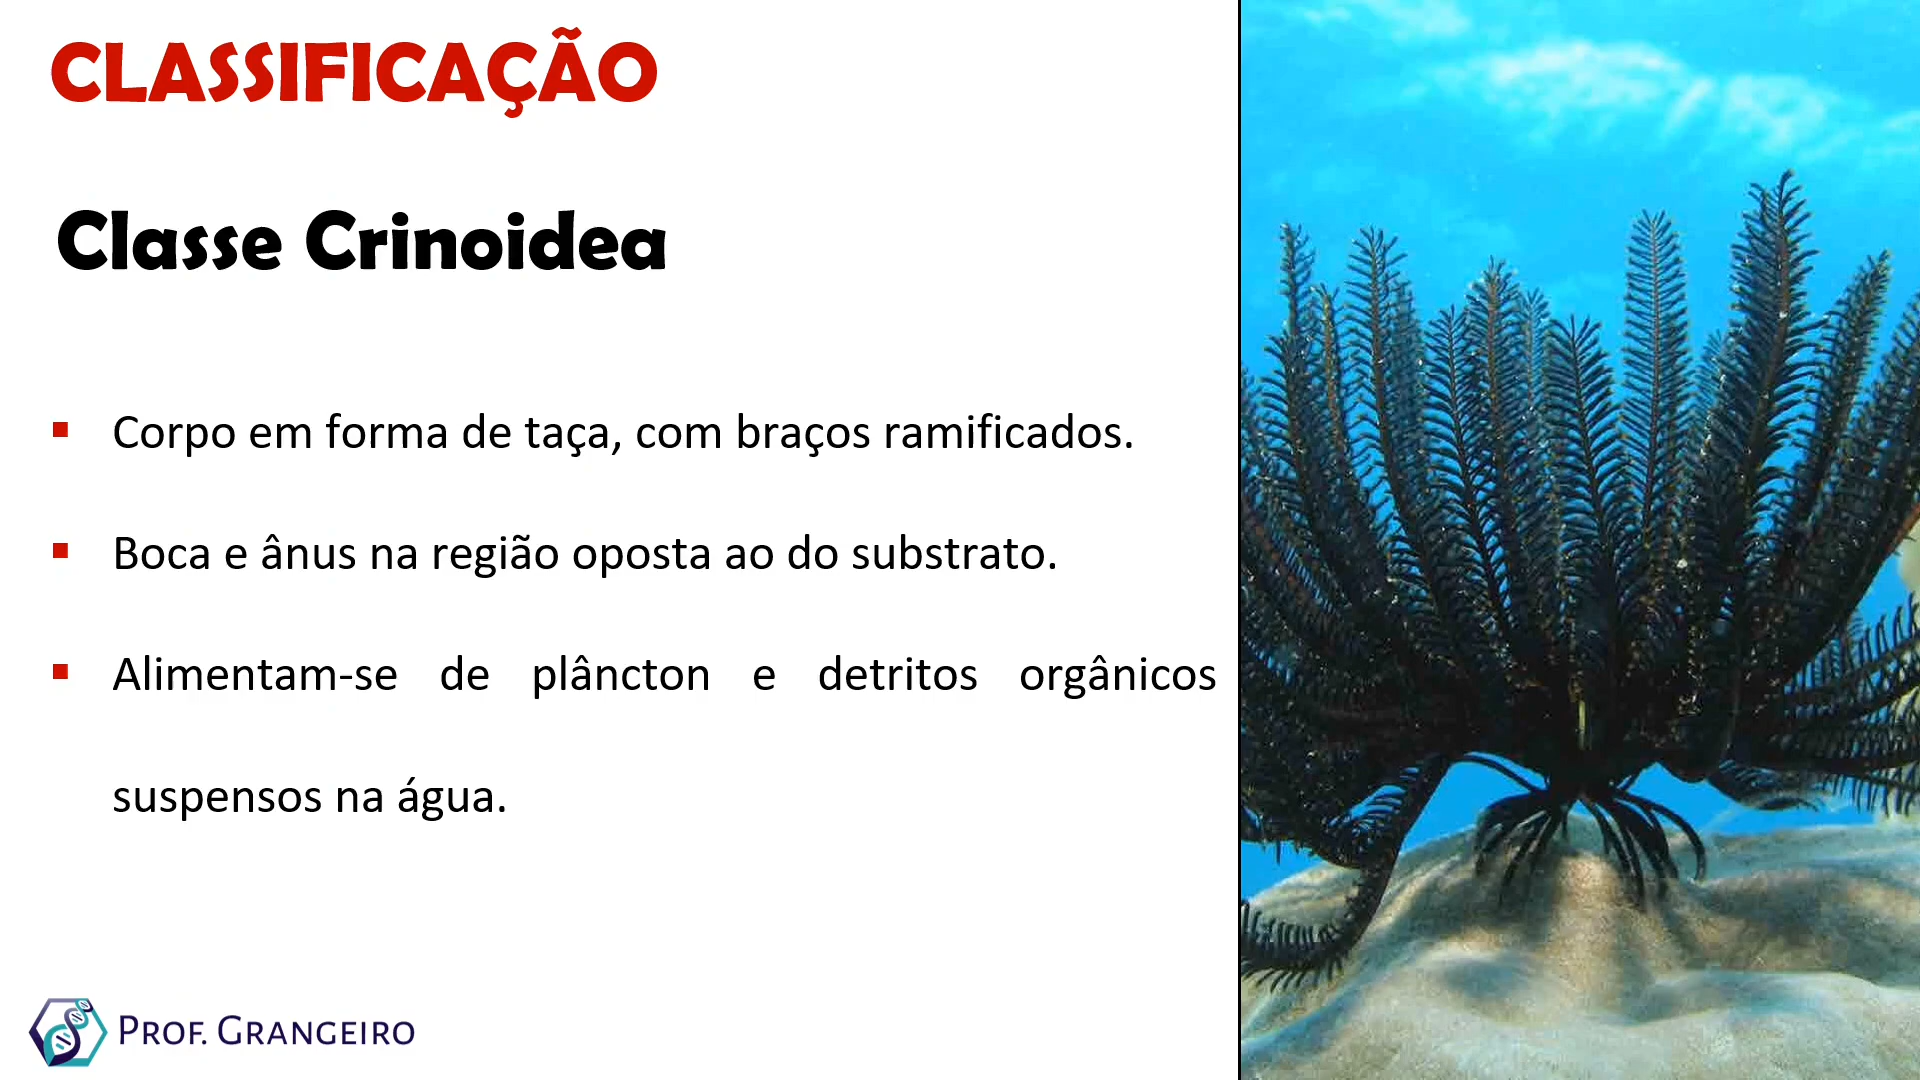 CLASSIFICAÇÃO
Classe Crinoidea
▪ Corpo em forma de taça, com braços ramificados.
▪ Boca e ânus na região oposta ao do substrato.
▪ Alimentam-se de plâncton e detritos orgânicos
suspensos na água.
PROF. GRANGEIRO